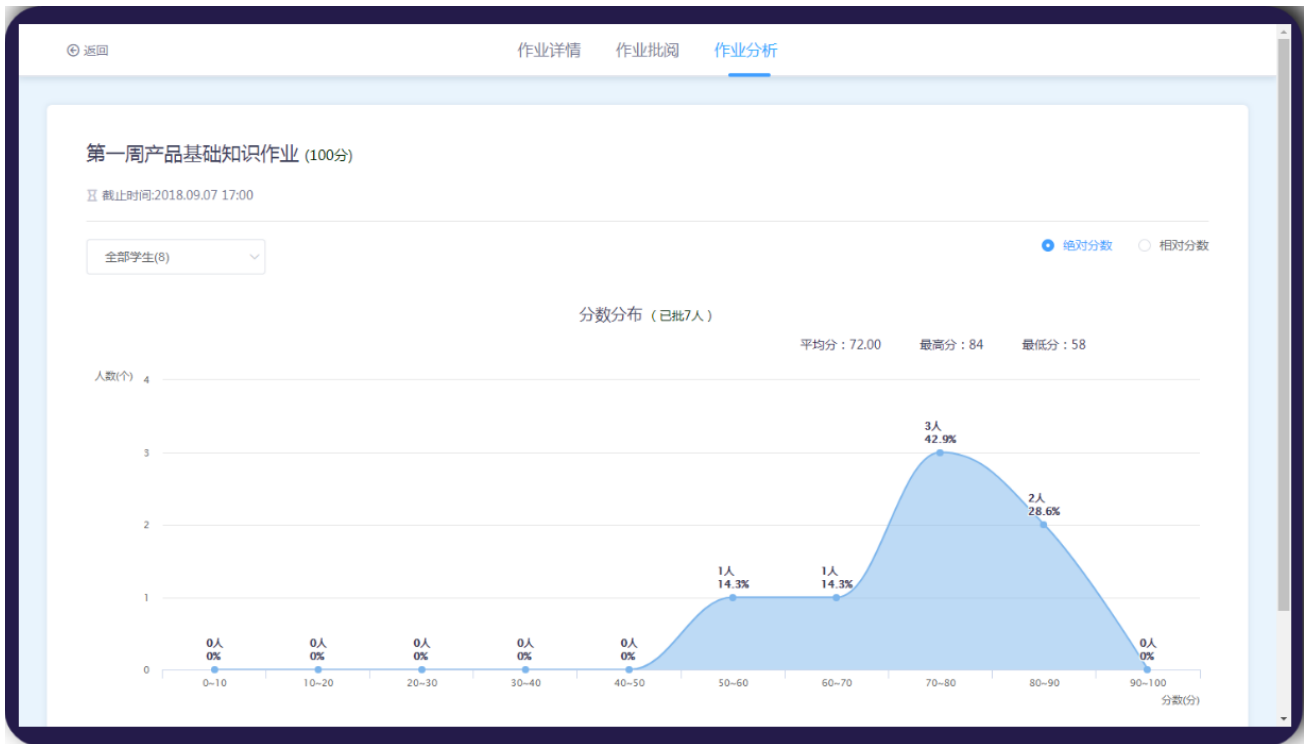 返回
作业详情 作业批阅 作业分析
第一周产品基础知识作业 (100分)
截止时间:2018.09.07 17:00
全部学生(8)
绝对分数 相对分数
分数分布 ( 已批7人 )
平均分：72.00 最高分：84 最低分：58
人数(个)
4
3
2
1
0
0人
0%
0人
0%
0人
0%
0人
0%
0人
0%
1人
14.3%
1人
14.3%
3人
42.9%
2人
28.6%
0人
0%
0~10 10~20 20~30 30~40 40~50 50~60 60~70 70~80 80~90 90~100
分数(分)